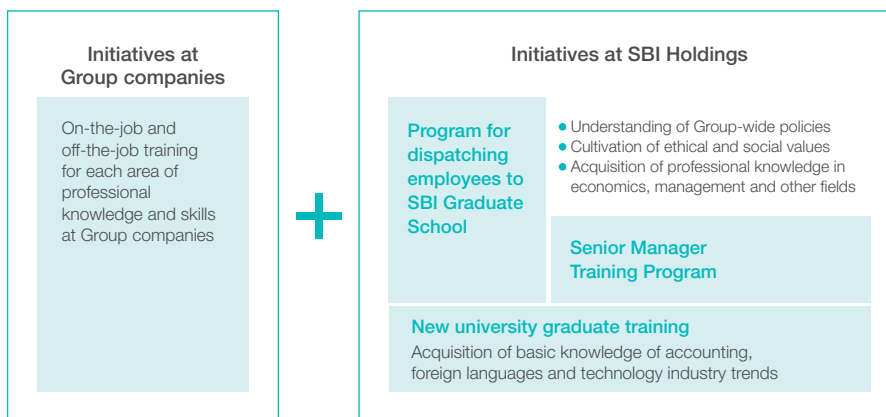 Initiatives at
Group companies
On-the-job and
off-the-job training
for each area of
professional
knowledge and skills
at Group companies
+
Initiatives at SBI Holdings
Program for
dispatching
employees to
SBI Graduate
School
● Understanding of Group-wide policies
● Cultivation of ethical and social values
● Acquisition of professional knowledge in
economics, management and other fields
Senior Manager
Training Program
New university graduate training
Acquisition of basic knowledge of accounting,
foreign languages and technology industry trends